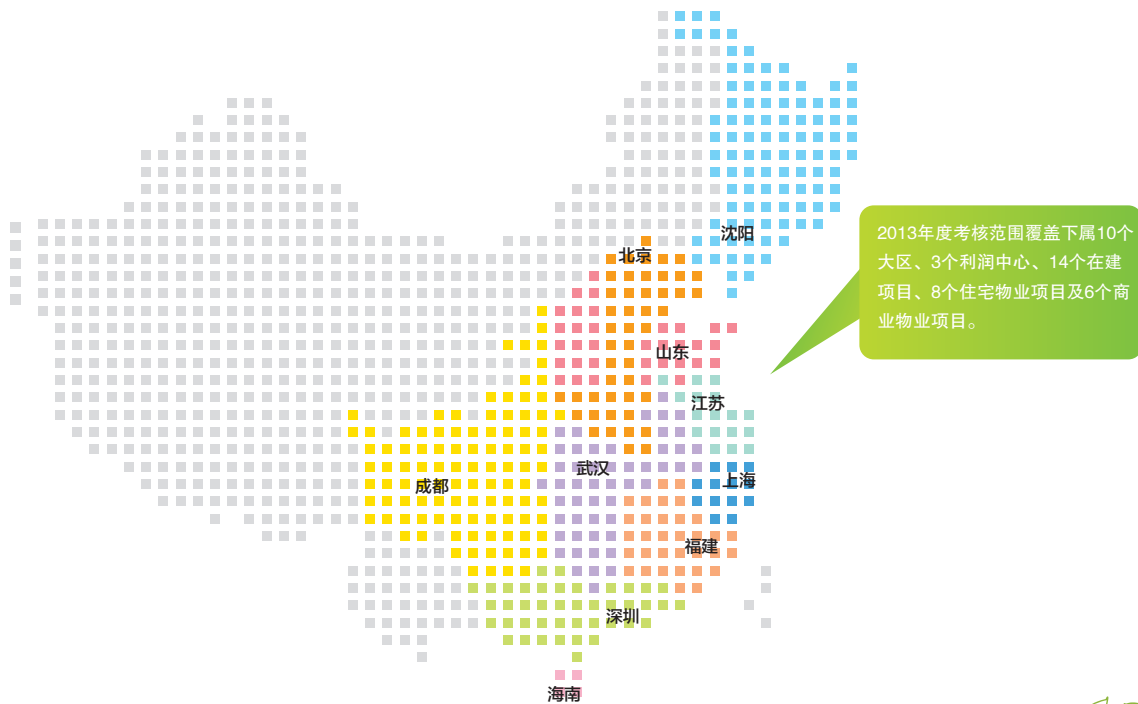 沈阳
2013年度考核范围覆盖下属10个
大区、3个利润中心、14个在建
项目、8个住宅物业项目及6个商
业物业项目。
北京
山东
江苏
武汉
上海
成都
福建
深圳
海南